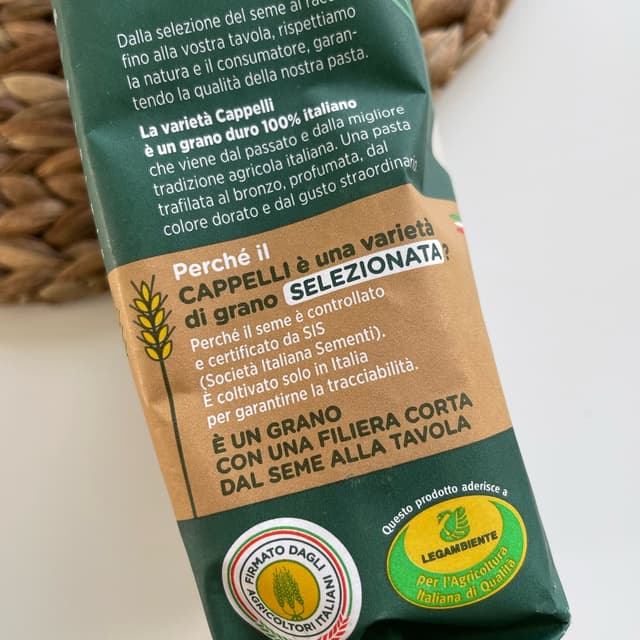 Dalla selezione del seme al
fino alla vostra tavola, rispettiamo
la natura e il consumatore, garan-
tendo la qualità della nostra pasta.
La varietà Cappelli
è un grano duro 100% italiano
che viene dal passato e dalla migliore
tradizione agricola italiana. Una pasta
trafilata al bronzo, profumata, dal
colore dorato e dal gusto straordinario
Perché il
CAPPELLI è una varietà
di grano SELEZIONATA?
Perché il seme è controllato
e certificato da SIS
(Società Italiana Sementi).
È coltivato solo in Italia
per garantirne la tracciabilità.
È UN GRANO
CON UNA FILIERA CORTA
DAL SEME ALLA TAVOLA
FIRMATO DAGLI
AGRICOLTORI ITALIANI
Questo prodotto aderisce a
LEGAMBIENTE
per l'Agricoltura
Italiana di Qualità